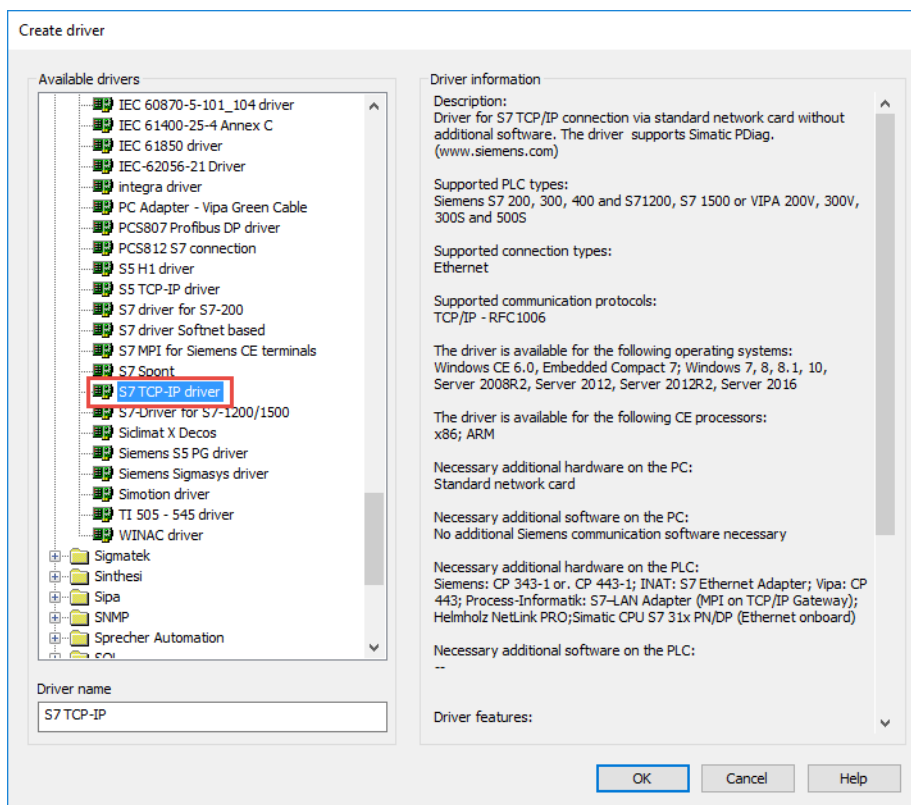 Create driver
Available drivers
IEC 60870-5-101_104 driver
IEC 61400-25-4 Annex C
IEC 61850 driver
IEC-62056-21 Driver
integra driver
PC Adapter - Vipa Green Cable
PCS807 Profibus DP driver
PCS812 S7 connection
S5 H1 driver
S5 TCP-IP driver
S7 driver for S7-200
S7 driver Softnet based
S7 MPI for Siemens CE terminals
S7 Spont
S7 TCP-IP driver
S7-Driver for S7-1200/1500
Siclimat X Decos
Siemens S5 PG driver
Siemens Sigmasys driver
Simotion driver
TI 505 - 545 driver
WINAC driver
Sigmatek
Sinthesi
Sipa
SNMP
Sprecher Automation
SQL
Driver name
S7 TCP-IP
Driver information
Description:
Driver for S7 TCP/IP connection via standard network card without
additional software. The driver  supports Simatic PDiag.
(www.siemens.com)
Supported PLC types:
Siemens S7 200, 300, 400 and S71200, S7 1500 or VIPA 200V, 300V,
300S and 500S
Supported connection types:
Ethernet
Supported communication protocols:
TCP/IP - RFC1006
The driver is available for the following operating systems:
Windows CE 6.0, Embedded Compact 7; Windows 7, 8, 8.1, 10,
Server 2008R2, Server 2012, Server 2012R2, Server 2016
The driver is available for the following CE processors:
x86; ARM
Necessary additional hardware on the PC:
Standard network card
Necessary additional software on the PC:
No additional Siemens communication software necessary
Necessary additional hardware on the PLC:
Siemens: CP 343-1 or. CP 443-1; INAT: S7 Ethernet Adapter; Vipa: CP
443; Process-Informatik: S7–LAN Adapter (MPI on TCP/IP Gateway);
Helmholz NetLink PRO;Simatic CPU S7 31x PN/DP (Ethernet onboard)
Necessary additional software on the PLC:
--
Driver features:
OK
Cancel
Help